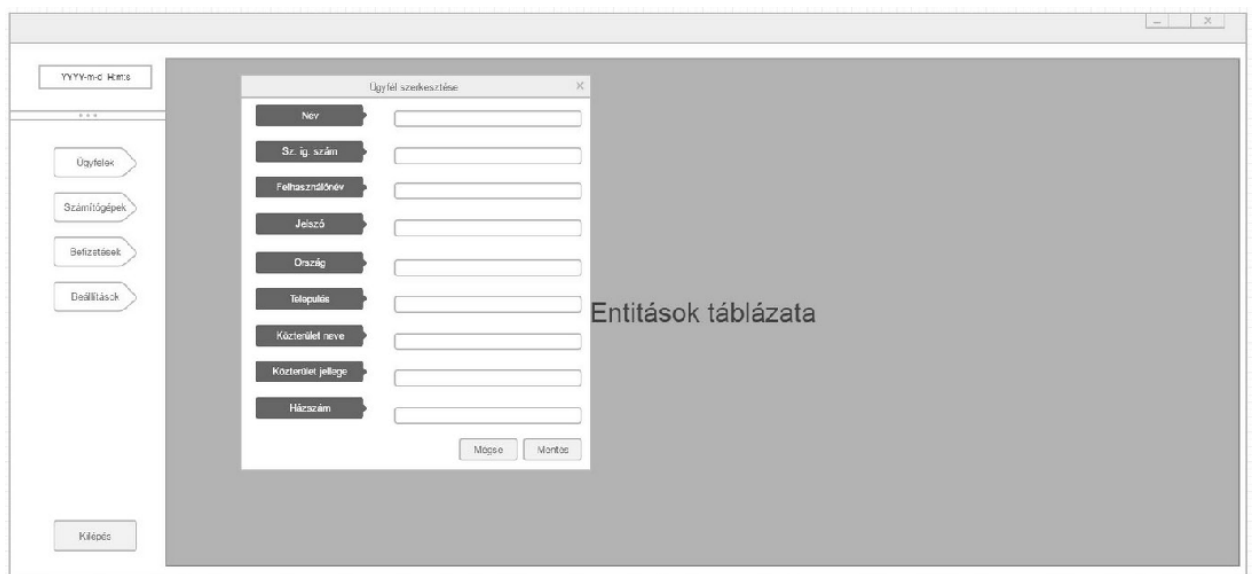 YYYY-m-d H:m:s
Ügyfelek
Számítógépek
Befizetések
Beállítások
Kilépés
Ügyfél szerkesztése
Név
Sz. ig. szám
Felhasználónév
Jelszó
Ország
Település
Közterület neve
Közterület jellege
Házszám
Mégse
Mentés
Entitások táblázata